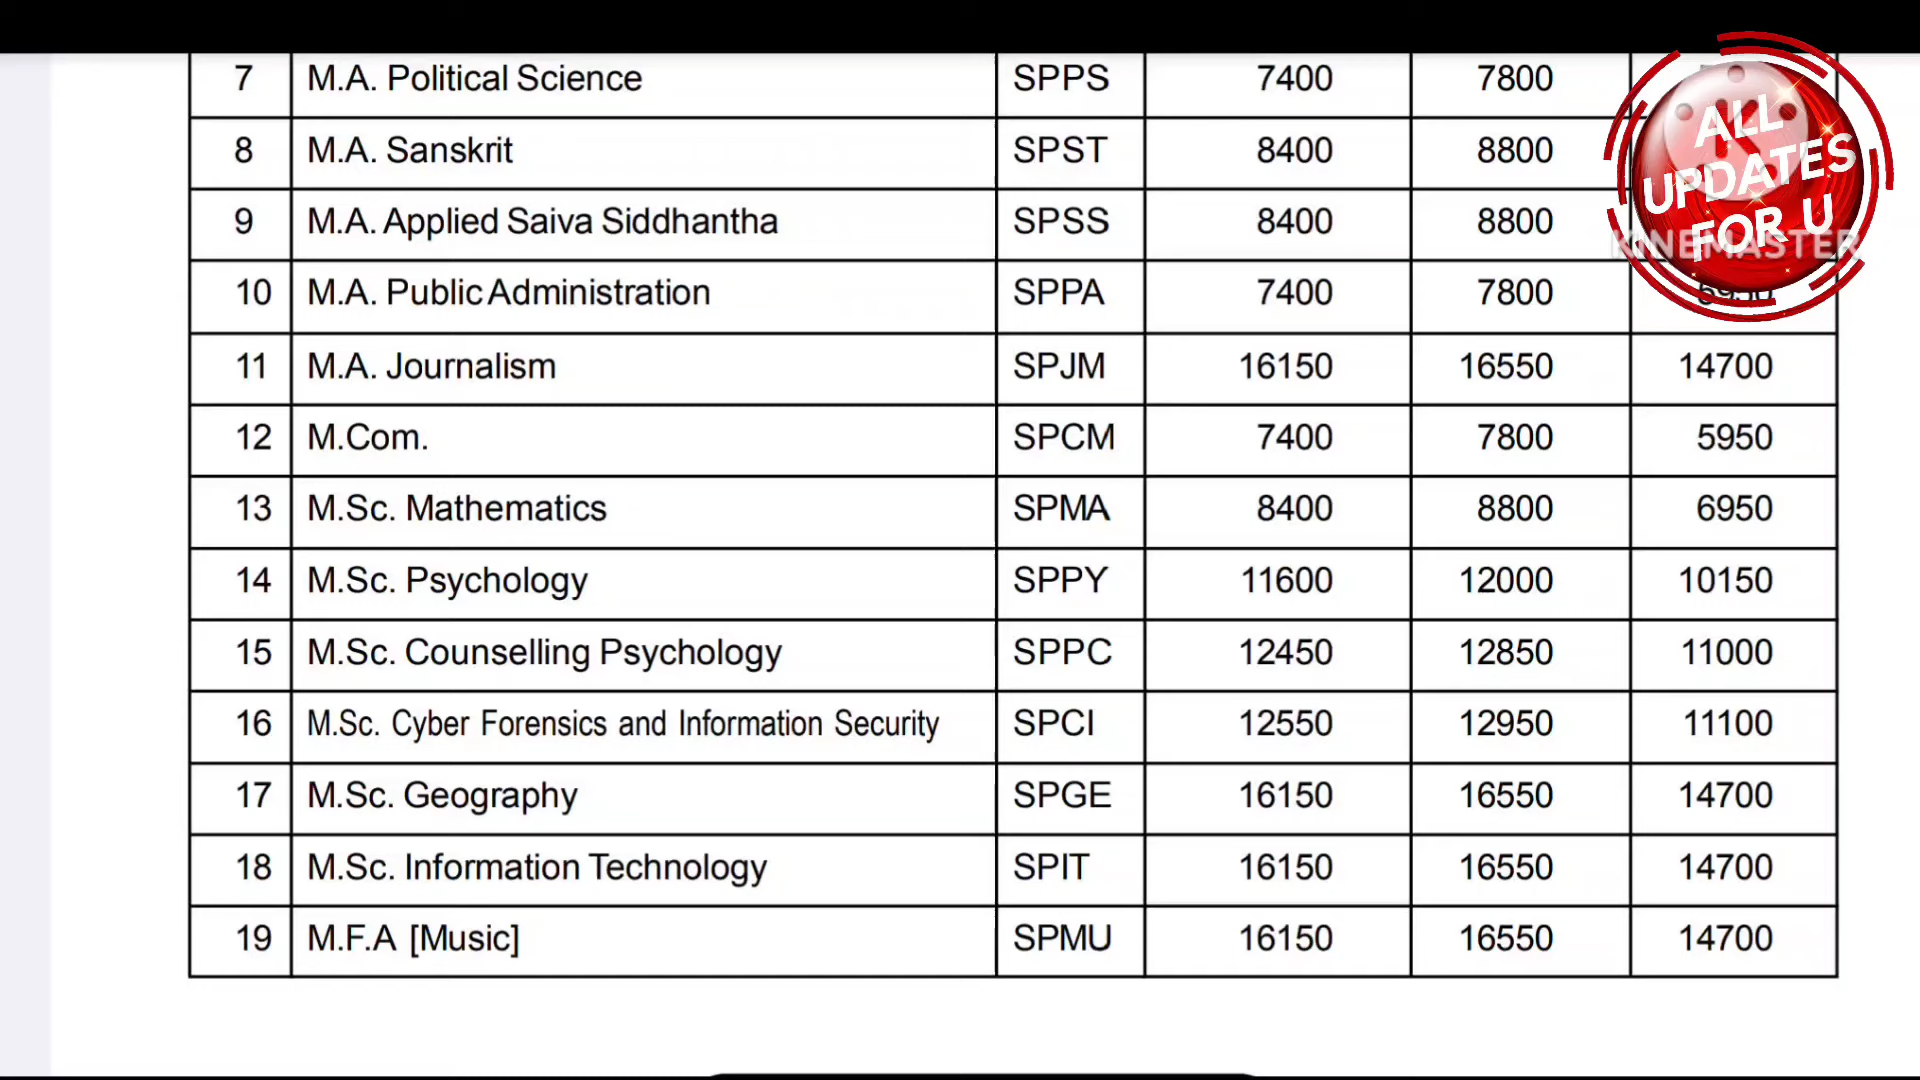 7 M.A. Political Science SPPS 7400 7800
8 M.A. Sanskrit SPST 8400 8800
9 M.A. Applied Saiva Siddhantha SPSS 8400 8800
10 M.A. Public Administration SPPA 7400 7800 5950
11 M.A. Journalism SPJM 16150 16550 14700
12 M.Com. SPCM 7400 7800 5950
13 M.Sc. Mathematics SPMA 8400 8800 6950
14 M.Sc. Psychology SPPY 11600 12000 10150
15 M.Sc. Counselling Psychology SPPC 12450 12850 11000
16 M.Sc. Cyber Forensics and Information Security SPCI 12550 12950 11100
17 M.Sc. Geography SPGE 16150 16550 14700
18 M.Sc. Information Technology SPIT 16150 16550 14700
19 M.F.A [Music] SPMU 16150 16550 14700
ALL
UPDATES
FOR U
KINEMASTER